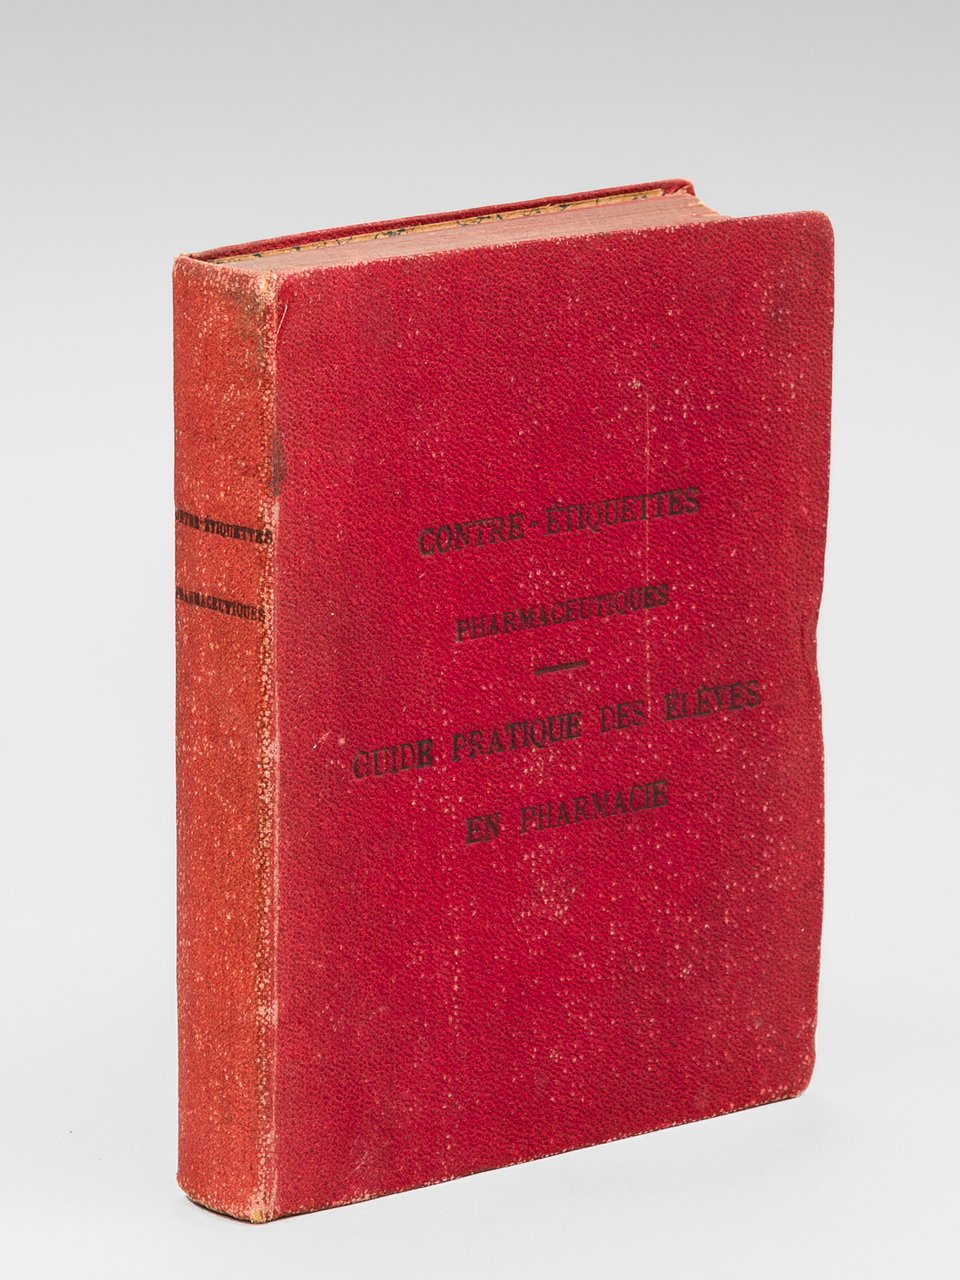 CONTRE-ÉTIQUETTES
PHARMACEUTIQUES
CONTRE-ÉTIQUETTES
PHARMACEUTIQUES
GUIDE PRATIQUE DES ÉLÈVES
EN PHARMACIE